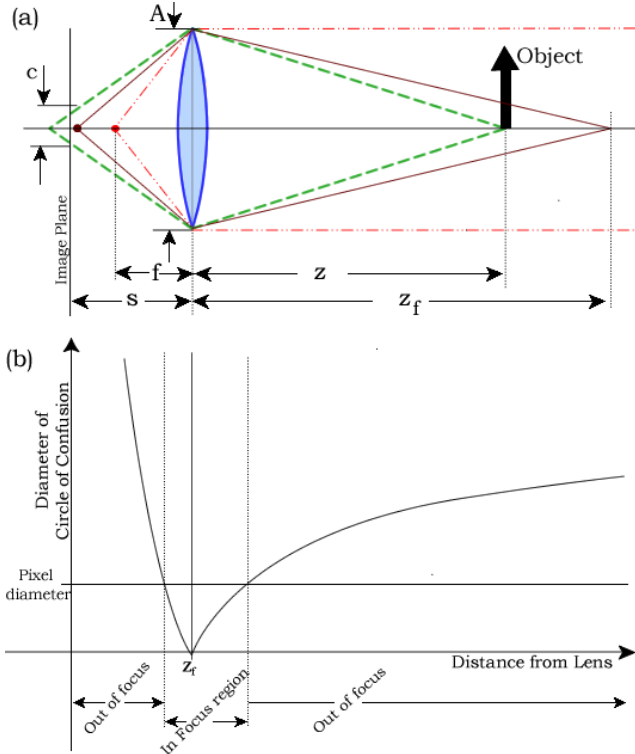 (a)
A
Object
c
Image Plane
f
z
s
z_f
(b)
Diameter of
Circle of Confusion
Pixel
diameter
z_f
Distance from Lens
Out of focus
In Focus region
Out of focus